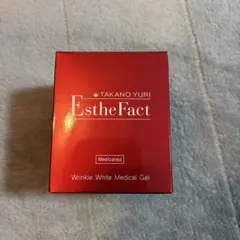 TAKANO YURI
EstheFact
Medicated
Wrinkle White Medical Gel